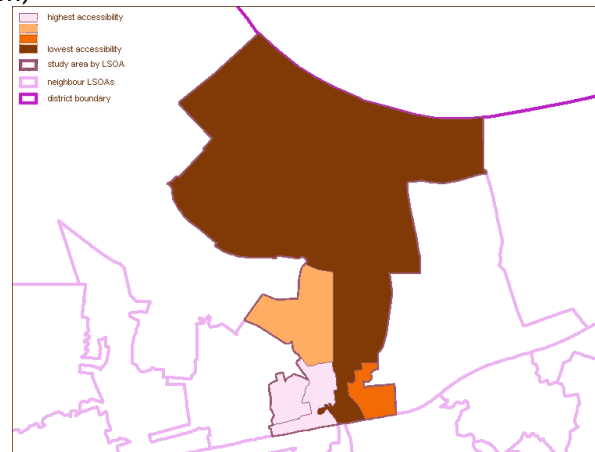 highest accessibility
lowest accessibility
study area by LSOA
neighbour LSOAs
district boundary